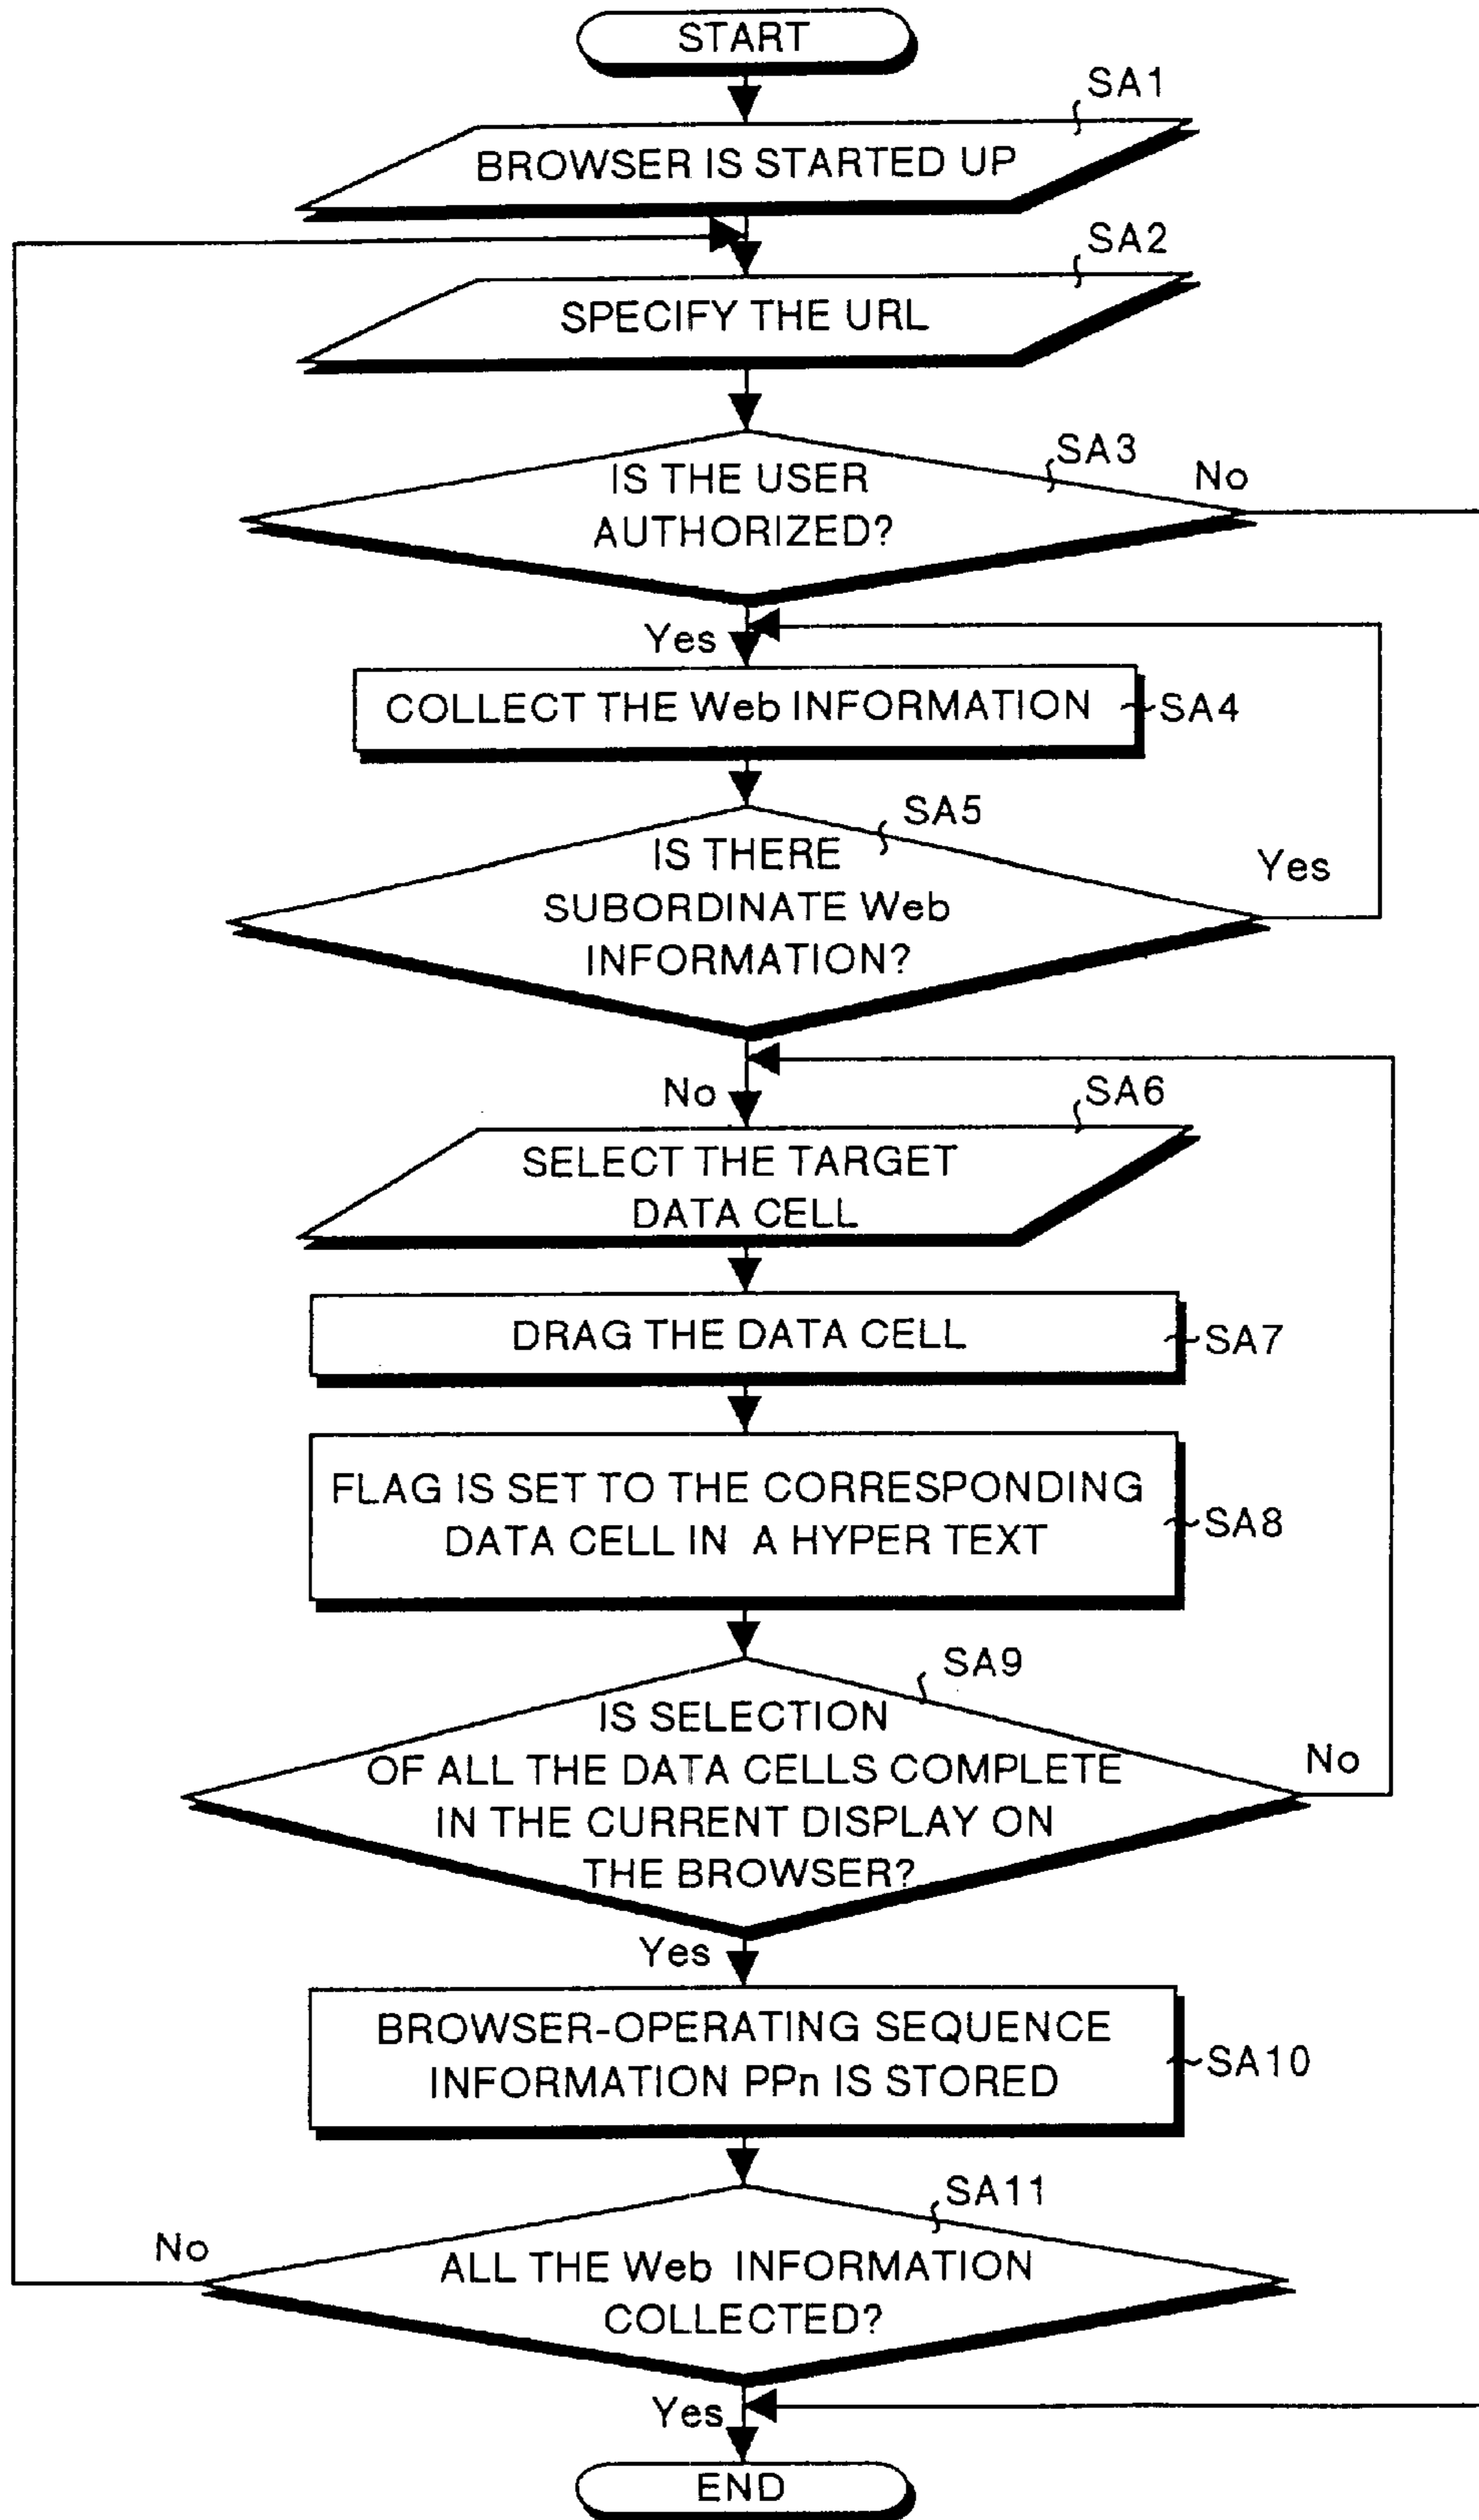 START
SA1
BROWSER IS STARTED UP
SA2
SPECIFY THE URL
SA3
No
IS THE USER
AUTHORIZED?
Yes
COLLECT THE Web INFORMATION
SA4
SA5
IS THERE
SUBORDINATE Web
INFORMATION?
Yes
No
SA6
SELECT THE TARGET
DATA CELL
DRAG THE DATA CELL
SA7
FLAG IS SET TO THE CORRESPONDING
DATA CELL IN A HYPER TEXT
SA8
SA9
IS SELECTION
OF ALL THE DATA CELLS COMPLETE
IN THE CURRENT DISPLAY ON
THE BROWSER?
No
Yes
BROWSER-OPERATING SEQUENCE
INFORMATION PPn IS STORED
SA10
SA11
No
ALL THE Web INFORMATION
COLLECTED?
Yes
END